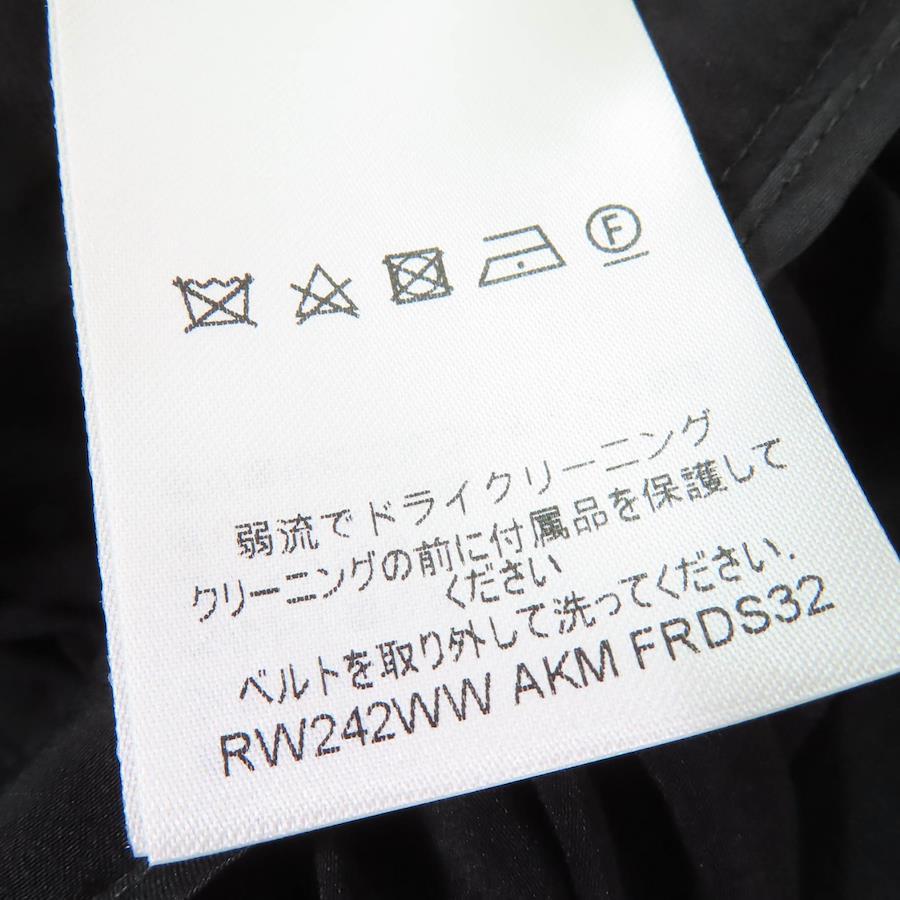 F
弱流でドライクリーニング
クリーニングの前に付属品を保護して
ください
ベルトを取り外して洗ってください.
RW242WW AKM FRDS32